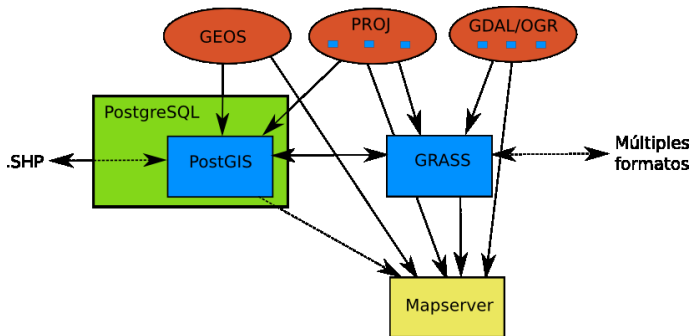 GEOS
PROJ
GDAL/OGR
PostgreSQL
.SHP
PostGIS
GRASS
Múltiples
formatos
Mapserver